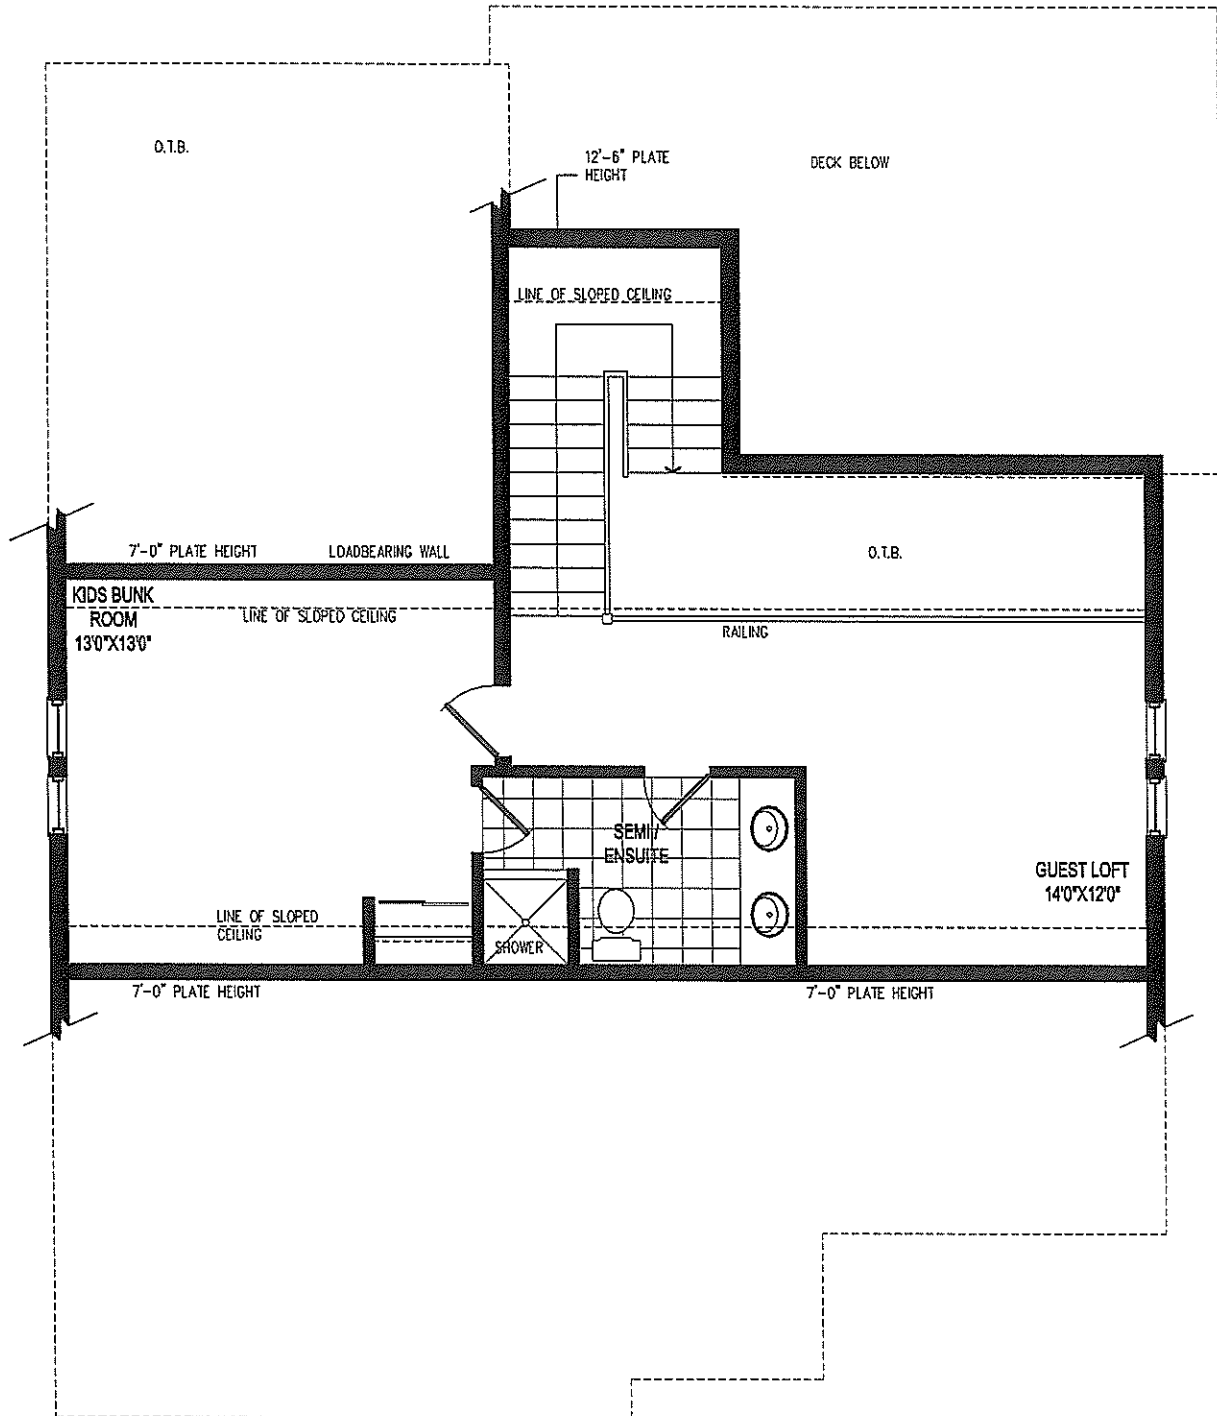 O.T.B.
12'-6" PLATE
HEIGHT
DECK BELOW
LINE OF SLOPED CEILING
7'-0" PLATE HEIGHT
LOADBEARING WALL
O.T.B.
KIDS BUNK
ROOM
13'0"X13'0"
LINE OF SLOPED CEILING
RAILING
SEMI/
ENSUITE
GUEST LOFT
14'0"X12'0"
LINE OF SLOPED
CEILING
SHOWER
7'-0" PLATE HEIGHT
7'-0" PLATE HEIGHT